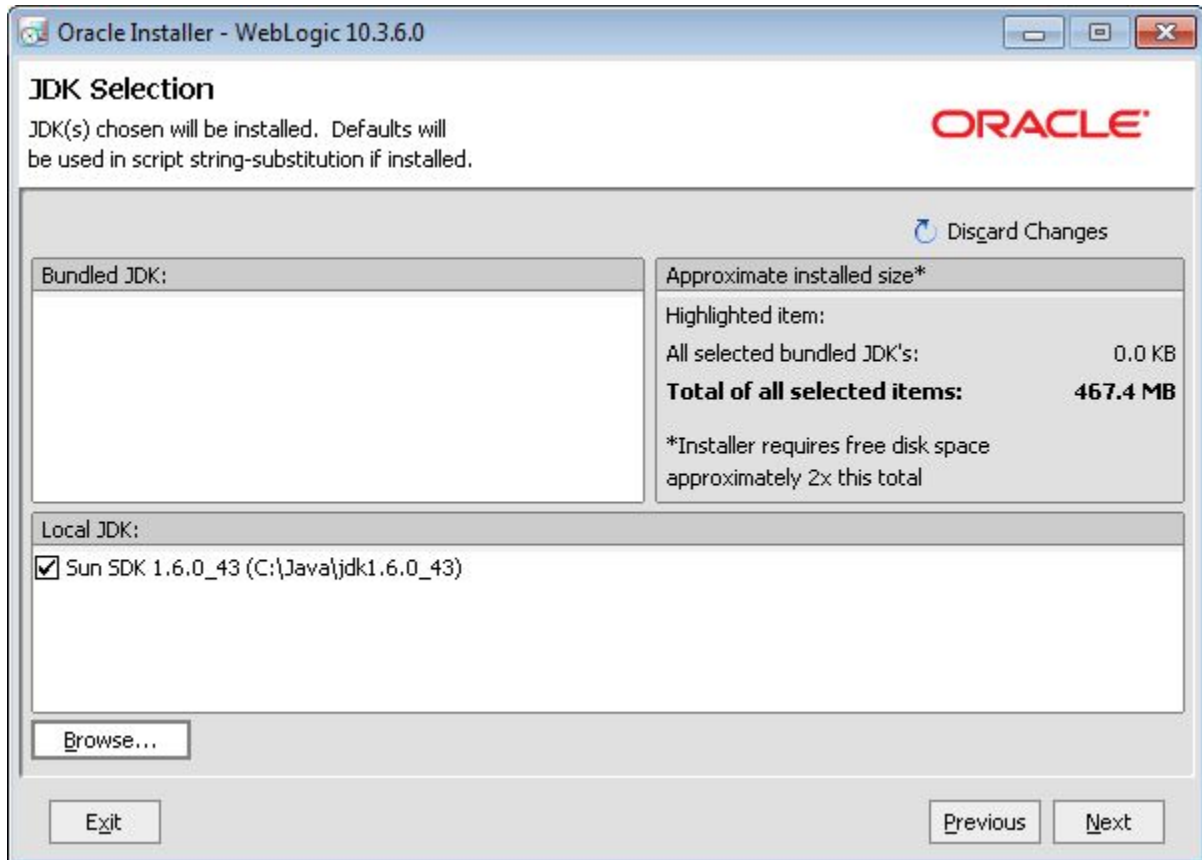 Oracle Installer - WebLogic 10.3.6.0
JDK Selection
JDK(s) chosen will be installed.  Defaults will
be used in script string-substitution if installed.
ORACLE
Discard Changes
Bundled JDK:
Approximate installed size*
Highlighted item:
All selected bundled JDK's: 0.0 KB
Total of all selected items: 467.4 MB
*Installer requires free disk space
approximately 2x this total
Local JDK:
Sun SDK 1.6.0_43 (C:\Java\jdk1.6.0_43)
Browse...
Exit
Previous
Next